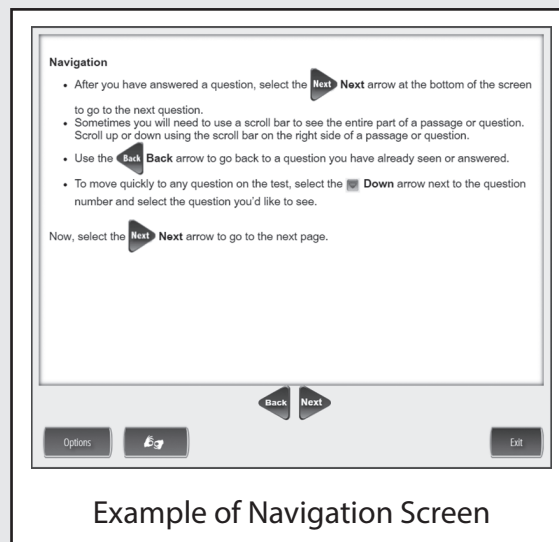 Navigation
• After you have answered a question, select the Next Next arrow at the bottom of the screen
to go to the next question.
• Sometimes you will need to use a scroll bar to see the entire part of a passage or question.
Scroll up or down using the scroll bar on the right side of a passage or question.
• Use the Back Back arrow to go back to a question you have already seen or answered.
• To move quickly to any question on the test, select the Down arrow next to the question
number and select the question you'd like to see.
Now, select the Next Next arrow to go to the next page.
Back Next
Options Exit
Example of Navigation Screen